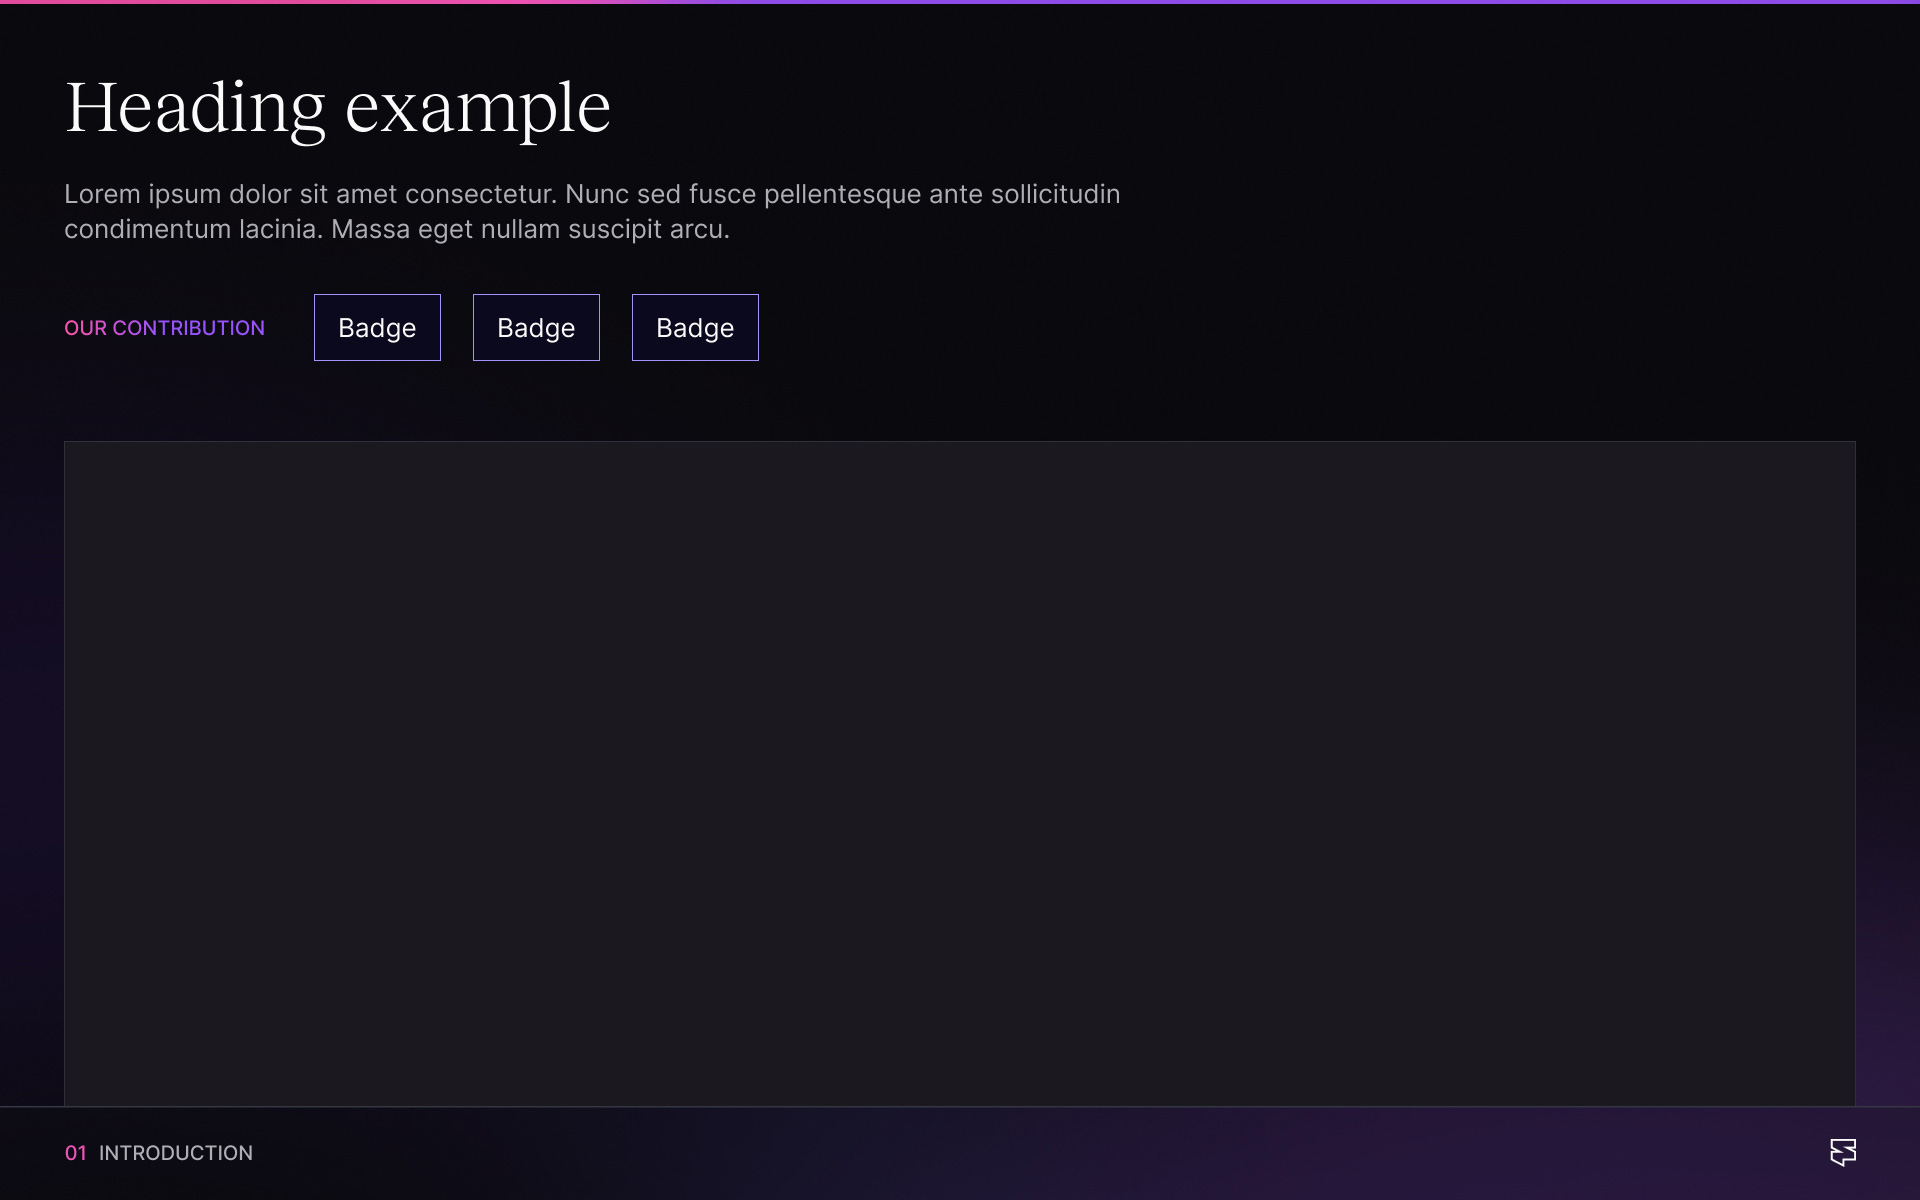 Heading example
Lorem ipsum dolor sit amet consectetur. Nunc sed fusce pellentesque ante sollicitudin
condimentum lacinia. Massa eget nullam suscipit arcu.
OUR CONTRIBUTION Badge Badge Badge
01 INTRODUCTION